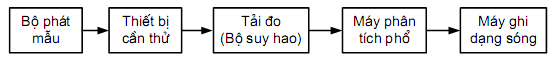 Bộ phát
mẫu
Thiết bị
cần thử
Tải đo
(Bộ suy hao)
Máy phân
tích phổ
Máy ghi
dạng sóng